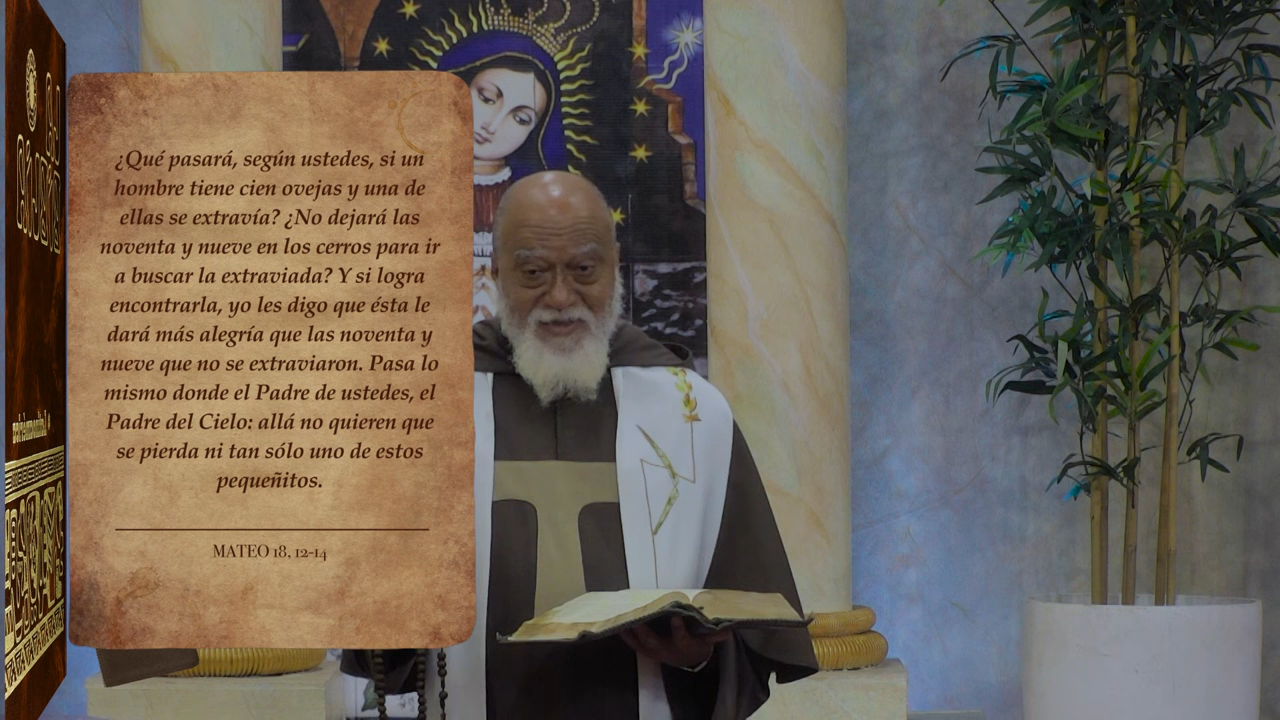 ¿Qué pasará, según ustedes, si un
hombre tiene cien ovejas y una de
ellas se extravía? ¿No dejará las
noventa y nueve en los cerros para ir
a buscar la extraviada? Y si logra
encontrarla, yo les digo que ésta le
dará más alegría que las noventa y
nueve que no se extraviaron. Pasa lo
mismo donde el Padre de ustedes, el
Padre del Cielo: allá no quieren que
se pierda ni tan sólo uno de estos
pequeñitos.
MATEO 18, 12-14